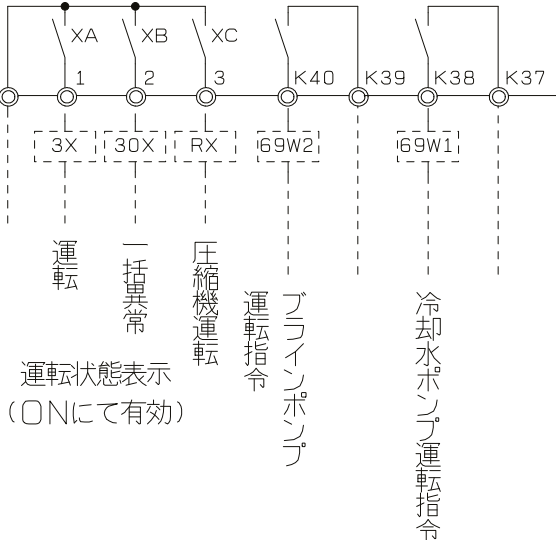 XA
XB
XC
1
2
3
K40
K39
K38
K37
3X
30X
RX
69W2
69W1
運転
一括異常
圧縮機運転
ブラインポンプ
運転指令
冷却水ポンプ運転指令
運転状態表示
(ONにて有効)